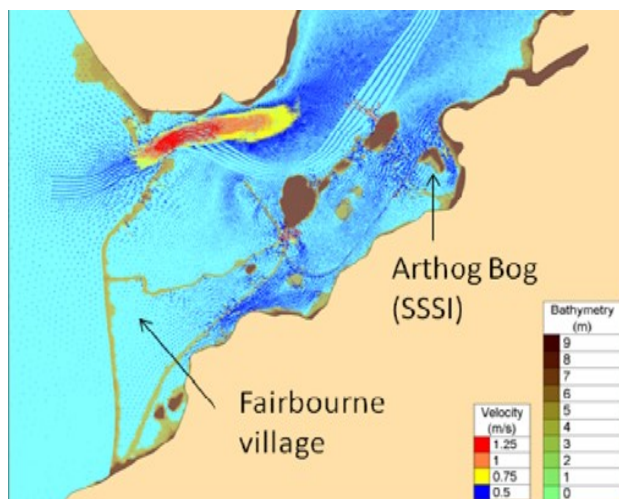 Arthog Bog
(SSSI)
Fairbourne
village
Velocity
(m/s)
1.25
1
0.75
0.5
Bathymetry
(m)
9
8
7
6
5
4
3
2
1
0